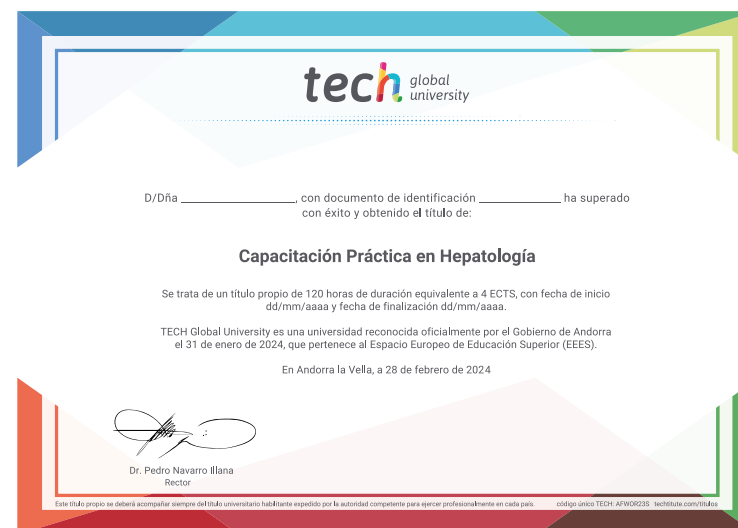 tech global university
D/Dña ____________________, con documento de identificación ______________ ha superado
con éxito y obtenido el título de:
Capacitación Práctica en Hepatología
Se trata de un título propio de 120 horas de duración equivalente a 4 ECTS, con fecha de inicio
dd/mm/aaaa y fecha de finalización dd/mm/aaaa.
TECH Global University es una universidad reconocida oficialmente por el Gobierno de Andorra
el 31 de enero de 2024, que pertenece al Espacio Europeo de Educación Superior (EEES).
En Andorra la Vella, a 28 de febrero de 2024
Dr. Pedro Navarro Illana
Rector
Este título propio se deberá acompañar siempre del título universitario habilitante expedido por la autoridad competente para ejercer profesionalmente en cada país. código único TECH: AFWOR23S techtitute.com/titulos